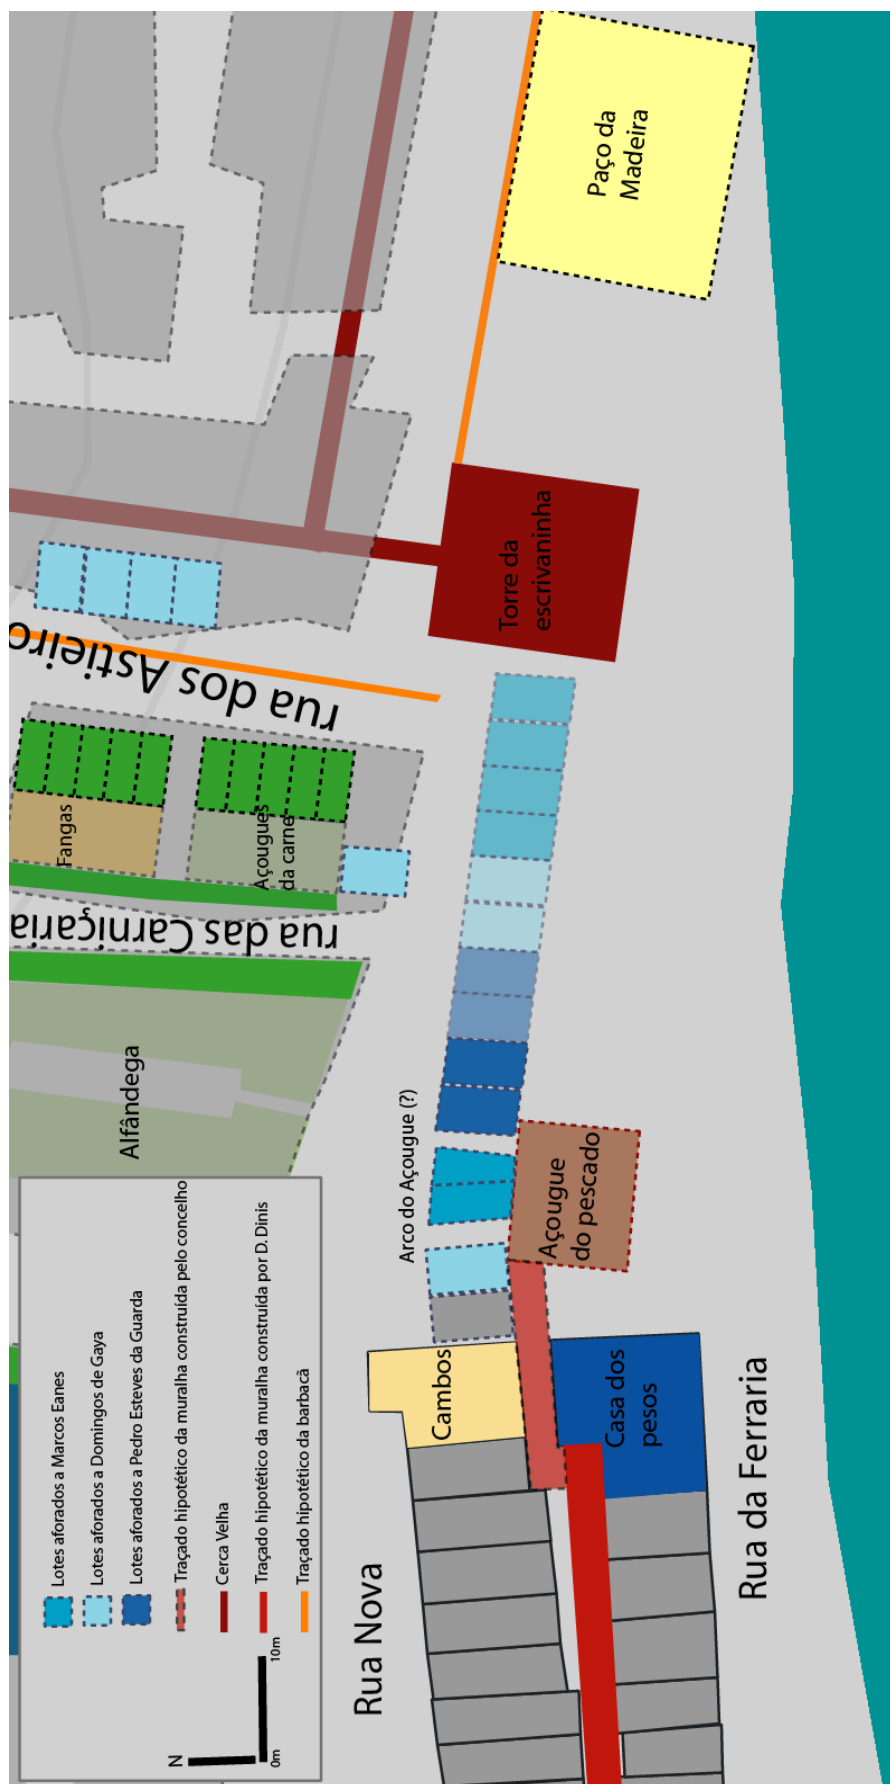 Paço da
Madeira
Torre da
escrivaninha
rua dos Astieiro
Fangas
Açougues
da carne
rua das Carniçaria
Alfândega
Arco do Açougue (?)
Açougue
do pescado
Cambos
Casa dos
pesos
Rua Nova
Rua da Ferraria
Lotes aforados a Marcos Eanes
Lotes aforados a Domingos de Gaya
Lotes aforados a Pedro Esteves da Guarda
Traçado hipotético da muralha construída pelo concelho
Cerca Velha
Traçado hipotético da muralha construída por D. Dinis
Traçado hipotético da barbacã
N
0m
10m